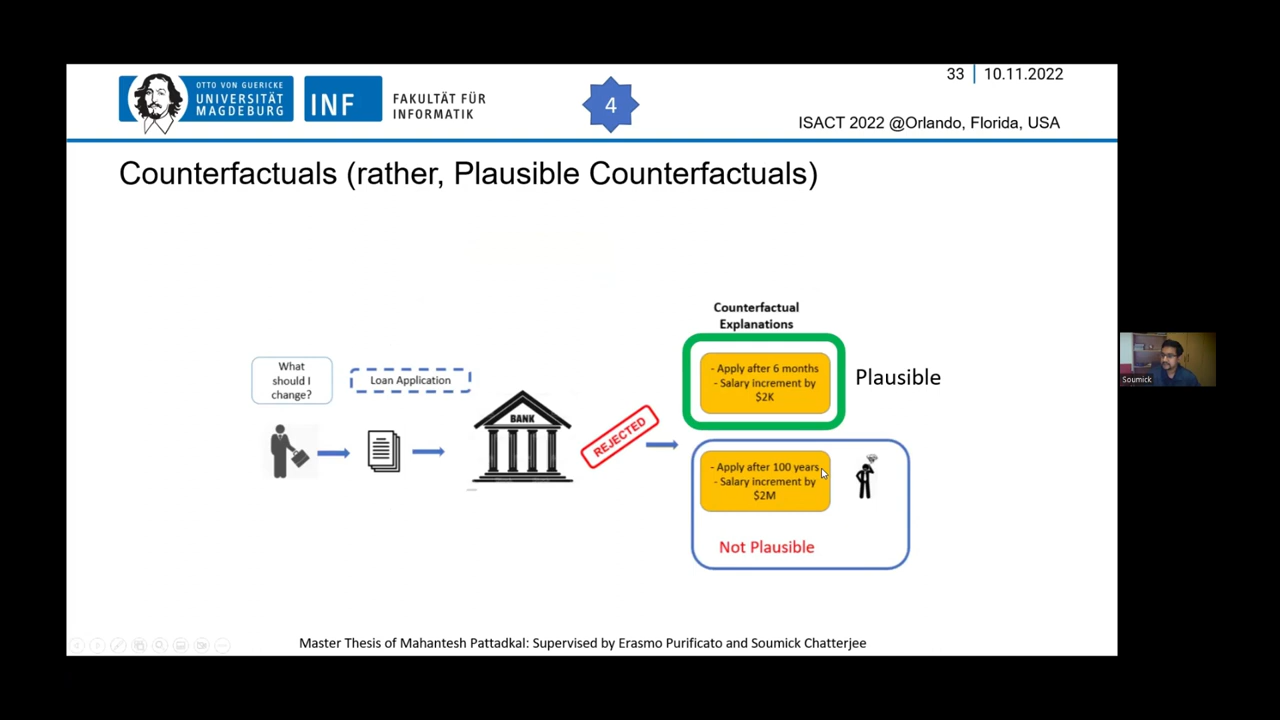 OTTO VON GUERICKE
UNIVERSITÄT
MAGDEBURG
INF
FAKULTÄT FÜR
INFORMATIK
4
33
10.11.2022
ISACT 2022 @Orlando, Florida, USA
Counterfactuals (rather, Plausible Counterfactuals)
What
should I
change?
Loan Application
BANK
REJECTED
Counterfactual
Explanations
- Apply after 6 months
- Salary increment by
$2K
Plausible
- Apply after 100 years
- Salary increment by
$2M
Not Plausible
Soumick
Master Thesis of Mahantesh Pattadkal: Supervised by Erasmo Purificato and Soumick Chatterjee